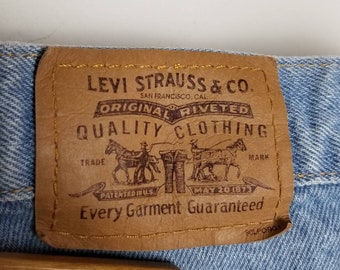 LEVI STRAUSS & CO.
SAN FRANCISCO, CAL.
ORIGINAL RIVETED
QUALITY CLOTHING
TRADE MARK
PATENTED IN U.S. MAY 20 1873
Every Garment Guaranteed